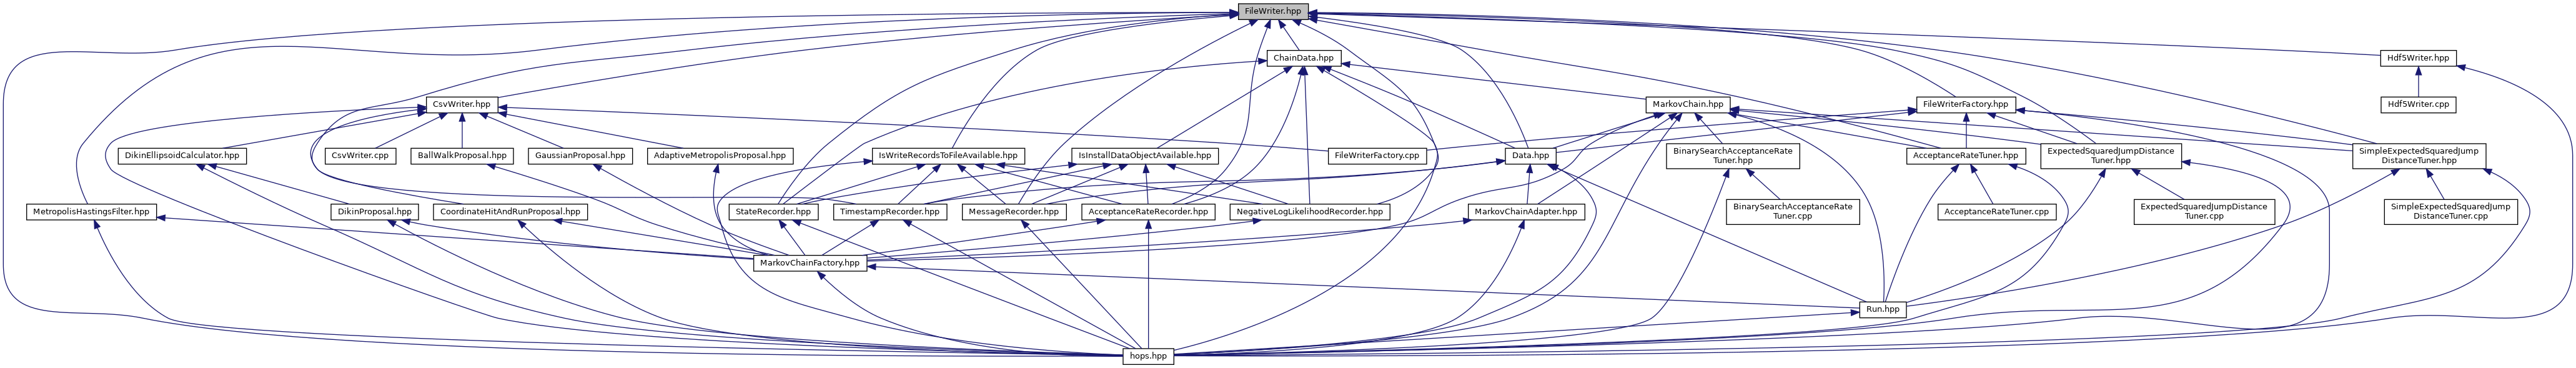 FileWriter.hpp
ChainData.hpp
Hdf5Writer.hpp
CsvWriter.hpp
MarkovChain.hpp
FileWriterFactory.hpp
Hdf5Writer.cpp
DikinEllipsoidCalculator.hpp
CsvWriter.cpp
BallWalkProposal.hpp
GaussianProposal.hpp
AdaptiveMetropolisProposal.hpp
IsWriteRecordsToFileAvailable.hpp
IsInstallDataObjectAvailable.hpp
FileWriterFactory.cpp
Data.hpp
BinarySearchAcceptanceRate
Tuner.hpp
AcceptanceRateTuner.hpp
ExpectedSquaredJumpDistance
Tuner.hpp
SimpleExpectedSquaredJump
DistanceTuner.hpp
MetropolisHastingsFilter.hpp
DikinProposal.hpp
CoordinateHitAndRunProposal.hpp
StateRecorder.hpp
TimestampRecorder.hpp
MessageRecorder.hpp
AcceptanceRateRecorder.hpp
NegativeLogLikelihoodRecorder.hpp
MarkovChainAdapter.hpp
BinarySearchAcceptanceRate
Tuner.cpp
AcceptanceRateTuner.cpp
ExpectedSquaredJumpDistance
Tuner.cpp
SimpleExpectedSquaredJump
DistanceTuner.cpp
MarkovChainFactory.hpp
Run.hpp
hops.hpp